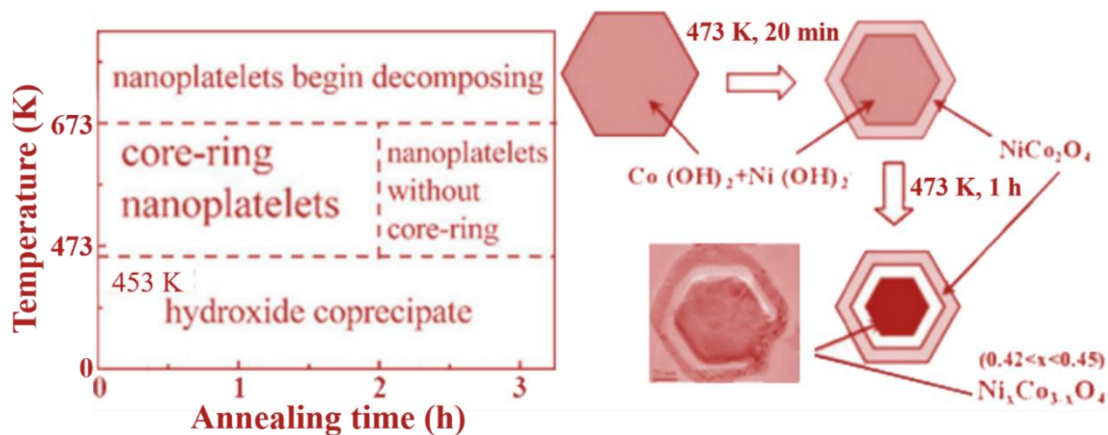 Temperature (K)
673
473
0
nanoplatelets begin decomposing
core-ring
nanoplatelets
nanoplatelets
without
core-ring
453 K
hydroxide coprecipate
0
1
2
3
Annealing time (h)
473 K, 20 min
Co (OH)2+Ni (OH)2
NiCo2O4
473 K, 1 h
(0.42<x<0.45)
NixCo3-xO4